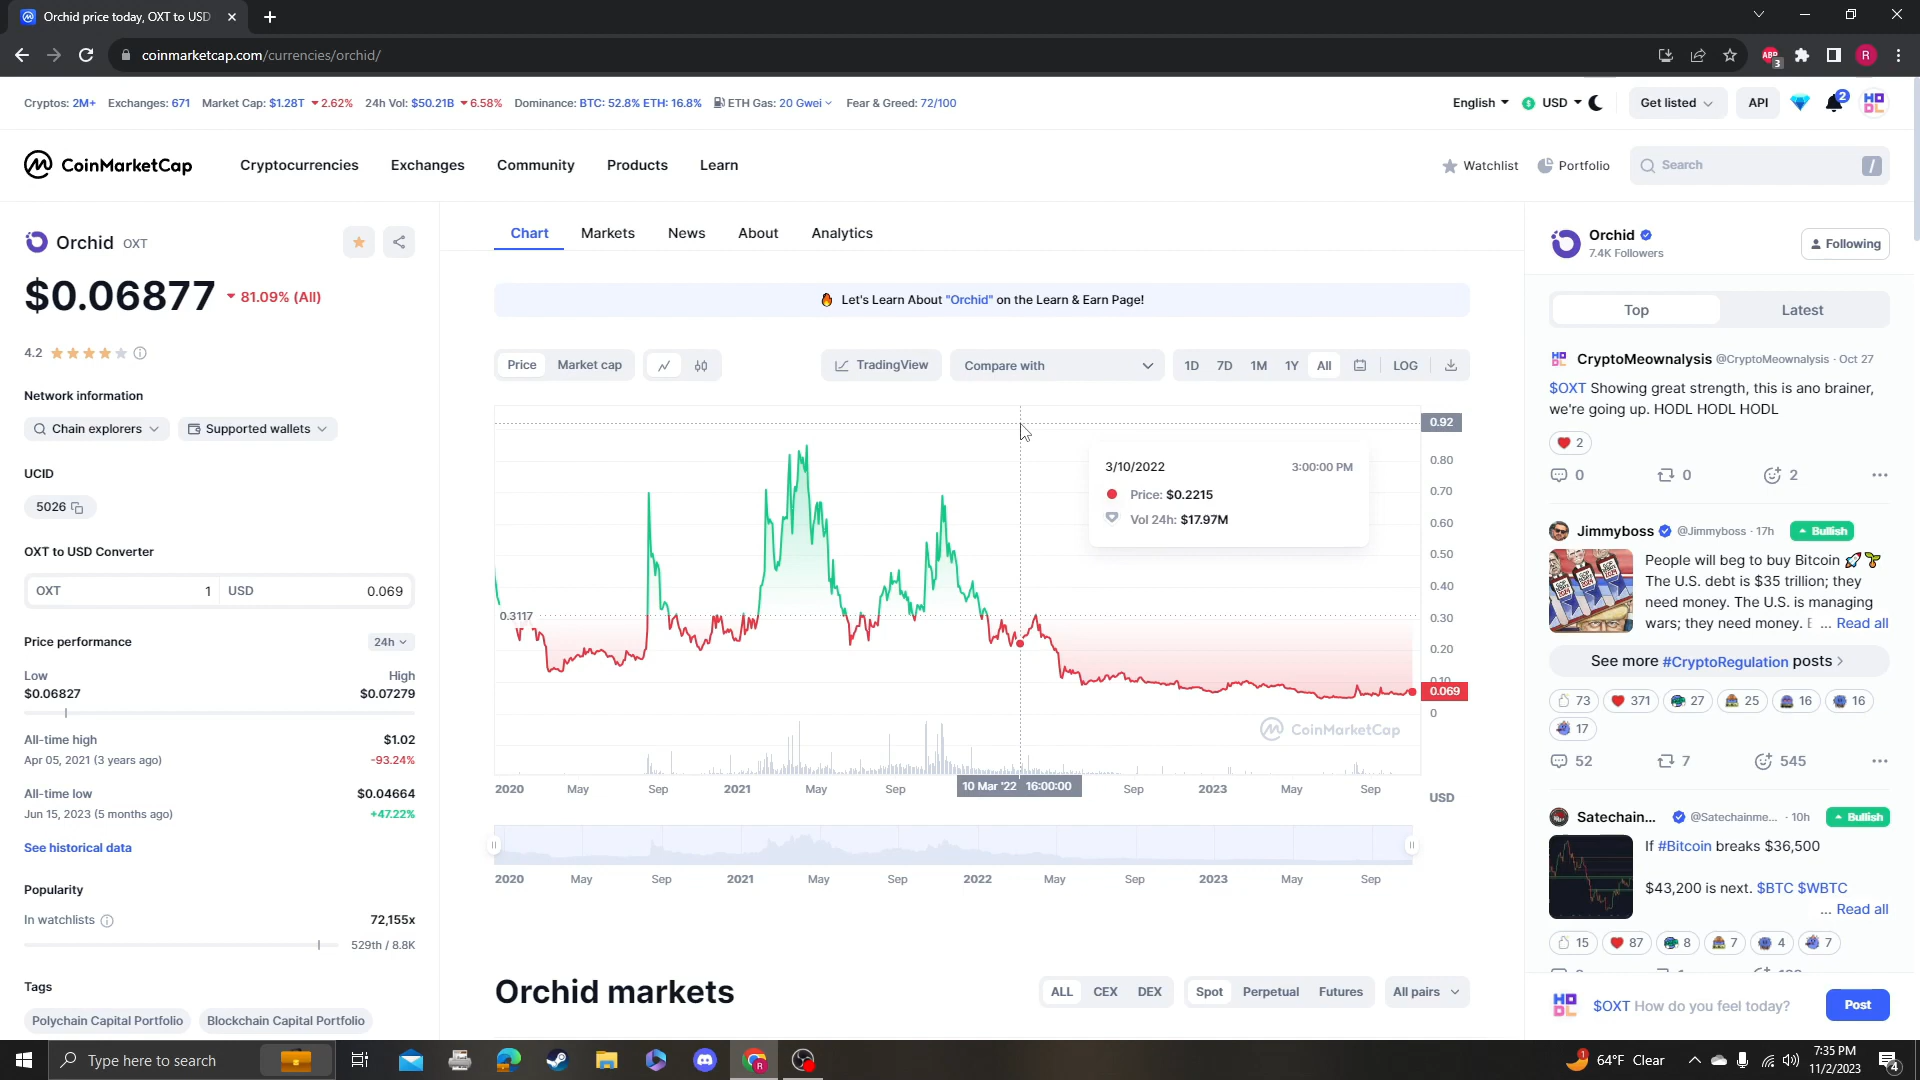 Orchid price today, OXT to USD
coinmarketcap.com/currencies/orchid/
ABP
3
R
Cryptos: 2M+ Exchanges: 671 Market Cap: $1.28T 2.62% 24h Vol: $50.21B 6.58% Dominance: BTC: 52.8% ETH: 16.8% ETH Gas: 20 Gwei Fear & Greed: 72/100
English USD Get listed API 2
CoinMarketCap Cryptocurrencies Exchanges Community Products Learn
Watchlist Portfolio Search /
Orchid OXT
$0.06877 81.09% (All)
4.2
Network information
Chain explorers Supported wallets
UCID
5026
OXT to USD Converter
OXT 1 USD 0.069
Price performance 24h
Low High
$0.06827 $0.07279
All-time high $1.02
Apr 05, 2021 (3 years ago) -93.24%
All-time low $0.04664
Jun 15, 2023 (5 months ago) +47.22%
See historical data
Popularity
In watchlists 72,155x
529th / 8.8K
Tags
Polychain Capital Portfolio Blockchain Capital Portfolio
Chart Markets News About Analytics
Let's Learn About "Orchid" on the Learn & Earn Page!
Price Market cap TradingView Compare with 1D 7D 1M 1Y All LOG
0.92
0.80
0.70
0.60
0.50
0.40
0.30
0.20
0.10
0.069
0
0.3117
3/10/2022 3:00:00 PM
Price: $0.2215
Vol 24h: $17.97M
CoinMarketCap
2020 May Sep 2021 May Sep 10 Mar '22 16:00:00 Sep 2023 May Sep
USD
2020 May Sep 2021 May Sep 2022 May Sep 2023 May Sep
Orchid markets ALL CEX DEX Spot Perpetual Futures All pairs
Orchid
7.4K Followers
Following
Top Latest
CryptoMeownalysis @CryptoMeownalysis · Oct 27
$OXT Showing great strength, this is ano brainer,
we're going up. HODL HODL HODL
2
0 0 2
Jimmyboss @Jimmyboss · 17h Bullish
People will beg to buy Bitcoin
The U.S. debt is $35 trillion; they
need money. The U.S. is managing
wars; they need money. E ... Read all
See more #CryptoRegulation posts
73 371 27 25 16 16
17
52 7 545
Satechain... @Satechainme... · 10h Bullish
If #Bitcoin breaks $36,500
$43,200 is next. $BTC $WBTC
... Read all
15 87 8 7 4 7
$OXT How do you feel today? Post
Type here to search
64°F Clear
7:35 PM
11/2/2023
4